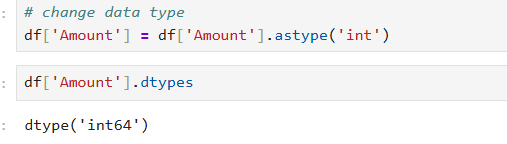 # change data type
df['Amount'] = df['Amount'].astype('int')
df['Amount'].dtypes
dtype('int64')